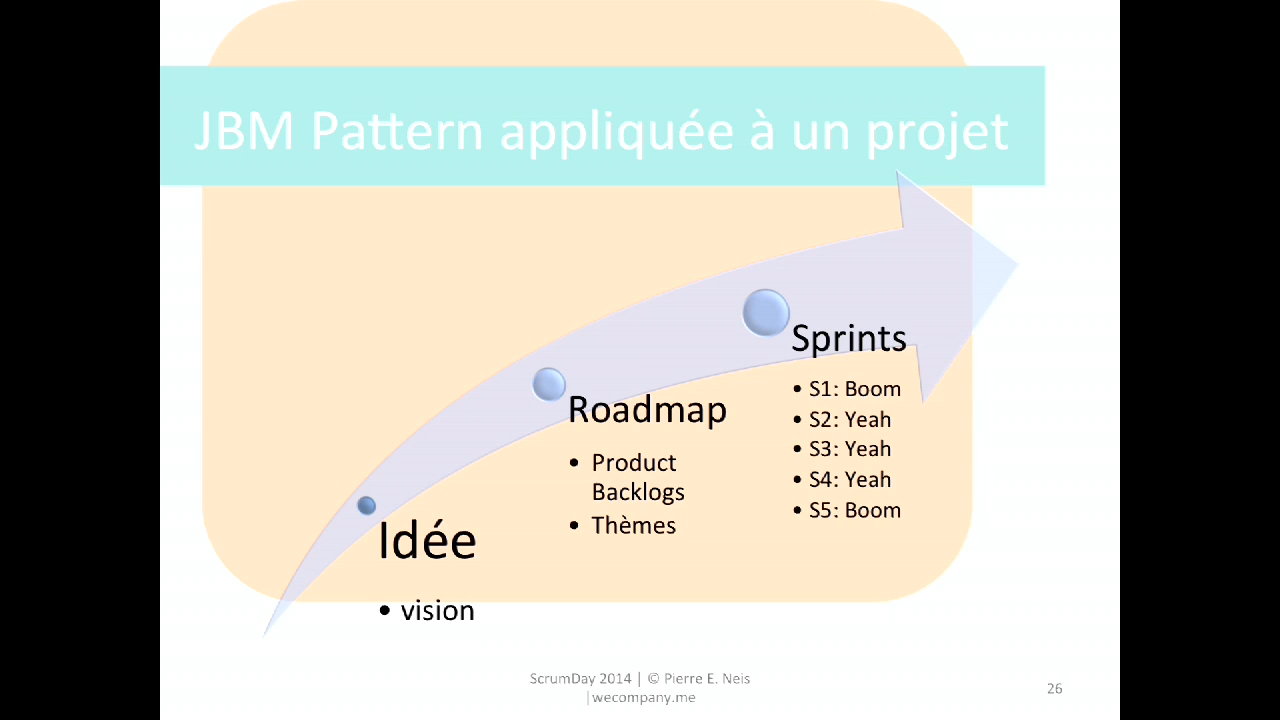 JBM Pattern appliquée à un projet
Idée
• vision
Roadmap
• Product
Backlogs
• Thèmes
Sprints
• S1: Boom
• S2: Yeah
• S3: Yeah
• S4: Yeah
• S5: Boom
ScrumDay 2014 | © Pierre E. Neis
|wecompany.me
26